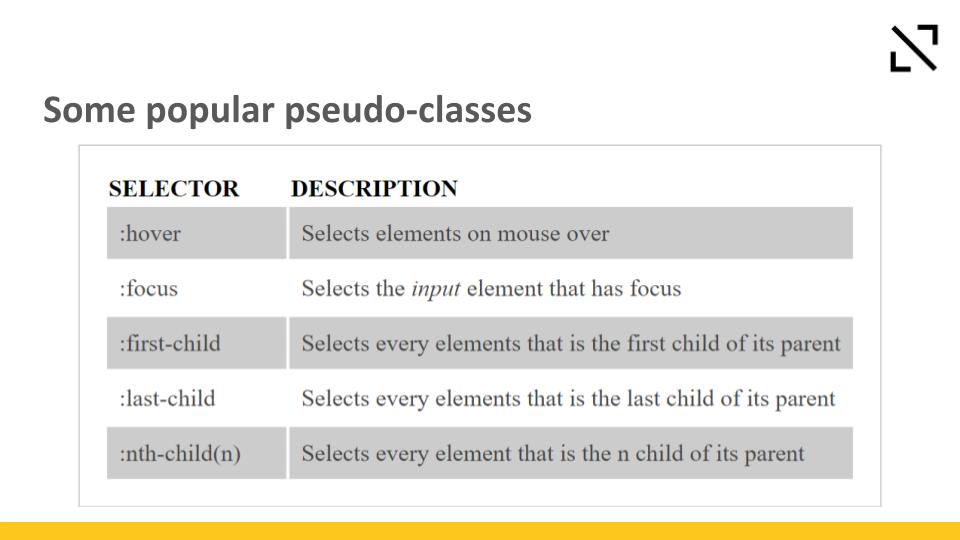 Some popular pseudo-classes
SELECTOR DESCRIPTION
:hover Selects elements on mouse over
:focus Selects the input element that has focus
:first-child Selects every elements that is the first child of its parent
:last-child Selects every elements that is the last child of its parent
:nth-child(n) Selects every element that is the n child of its parent